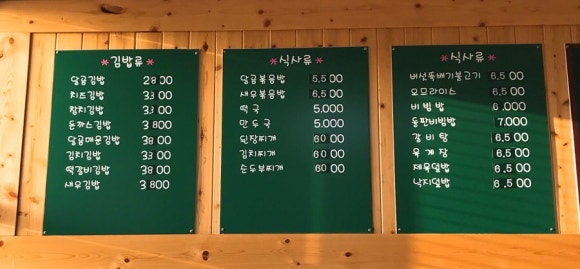 *김밥류*
달곰김밥 2800
치즈김밥 3300
참치김밥 3300
돈까스김밥 3800
달곰매운김밥 3800
김치김밥 3300
떡갈비김밥 3800
새우김밥 3800
*식사류*
달곰볶음밥 5,500
새우볶음밥 6,500
떡국 5,000
만두국 5,000
된장찌개 6000
김치찌개 6000
순두부찌개 6000
*식사류*
버섯뚝배기불고기 6,500
오므라이스 6,500
비빔밥 6,000
돌판비빔밥 7,000
갈비탕 6,500
육계장 6,500
제육덮밥 6,500
낙지덮밥 6,500